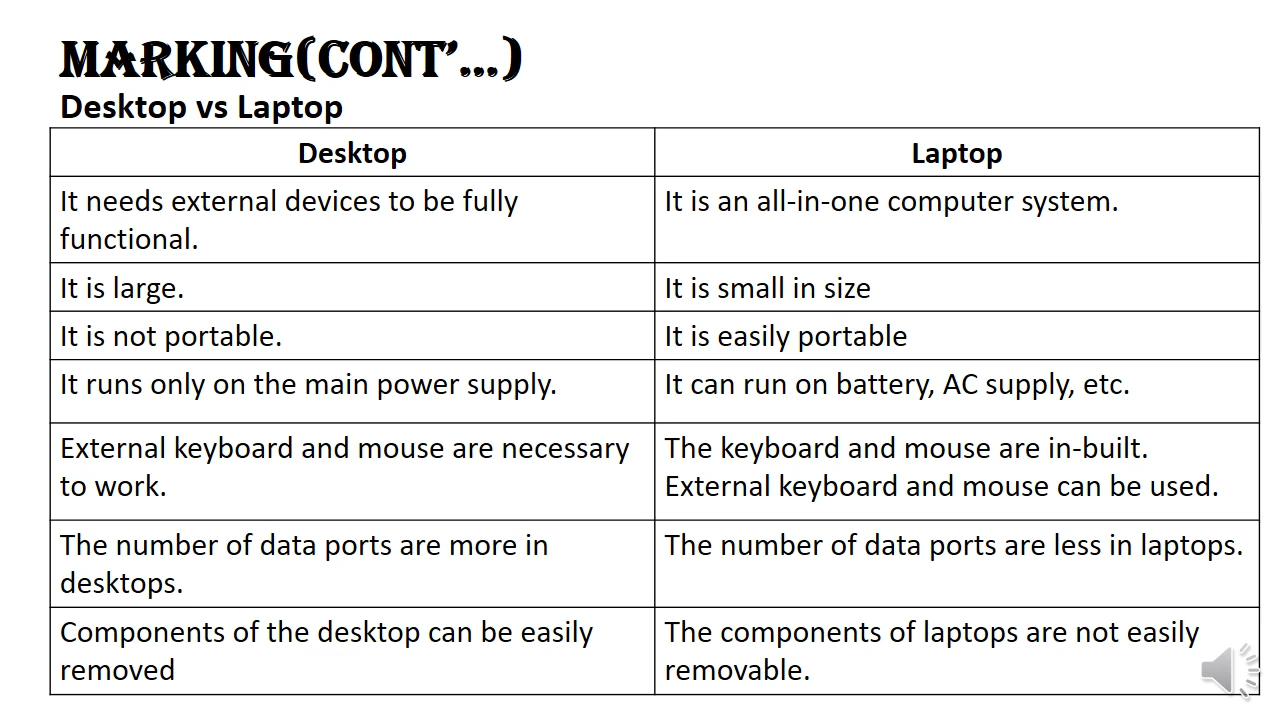 MARKING(CONT'...)
Desktop vs Laptop
Desktop
Laptop
It needs external devices to be fully
functional.
It is an all-in-one computer system.
It is large.
It is small in size
It is not portable.
It is easily portable
It runs only on the main power supply.
It can run on battery, AC supply, etc.
External keyboard and mouse are necessary
to work.
The keyboard and mouse are in-built.
External keyboard and mouse can be used.
The number of data ports are more in
desktops.
The number of data ports are less in laptops.
Components of the desktop can be easily
removed
The components of laptops are not easily
removable.